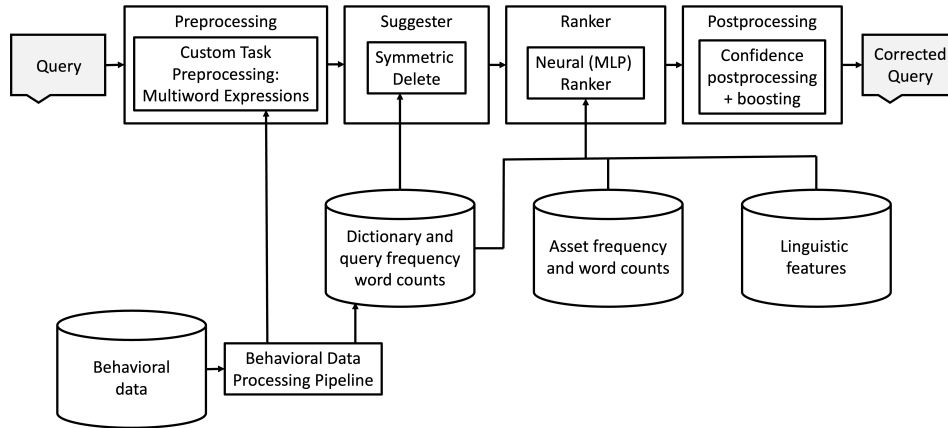 Preprocessing
Suggester
Ranker
Postprocessing
Query
Custom Task
Preprocessing:
Multiword Expressions
Symmetric
Delete
Neural (MLP)
Ranker
Confidence
postprocessing
+ boosting
Corrected
Query
Dictionary and
query frequency
word counts
Asset frequency
and word counts
Linguistic
features
Behavioral
data
Behavioral Data
Processing Pipeline